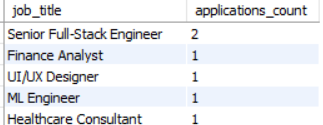 job_title applications_count
Senior Full-Stack Engineer 2
Finance Analyst 1
UI/UX Designer 1
ML Engineer 1
Healthcare Consultant 1